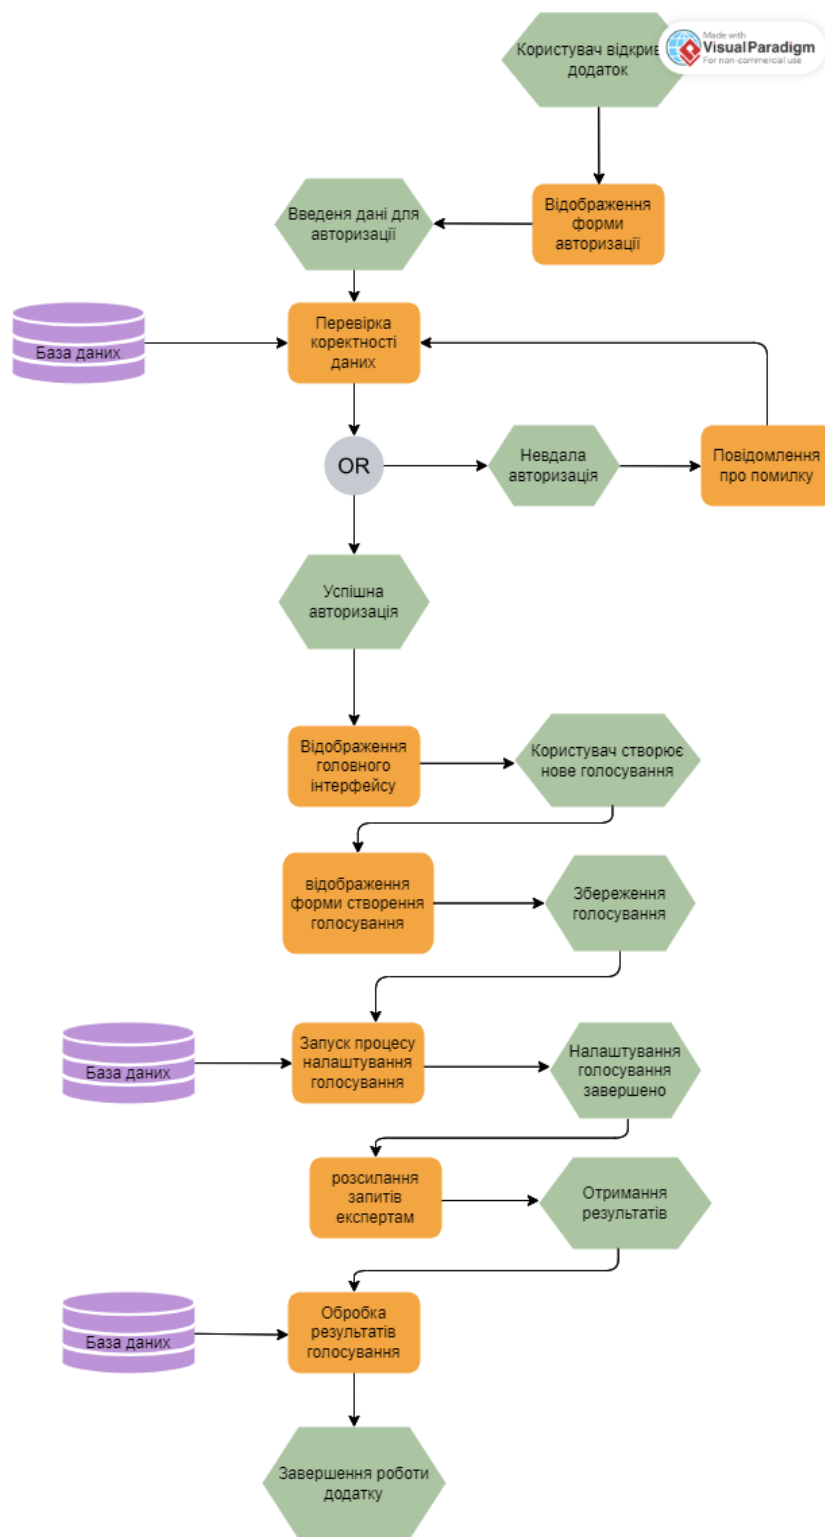 Made with
VisualParadigm
For non-commercial use
Користувач відкрив
додаток
Введеня дані для
авторизації
Відображення
форми
авторизації
База даних
Перевірка
коректності
даних
OR
Невдала
авторизація
Повідомлення
про помилку
Успішна
авторизація
Відображення
головного
інтерфейсу
Користувач створює
нове голосування
відображення
форми створення
голосування
Збереження
голосування
База даних
Запуск процесу
налаштування
голосування
Налаштування
голосування
завершено
розсилання
запитів
експертам
Отримання
результатів
База даних
Обробка
результатів
голосування
Завершення роботи
додатку